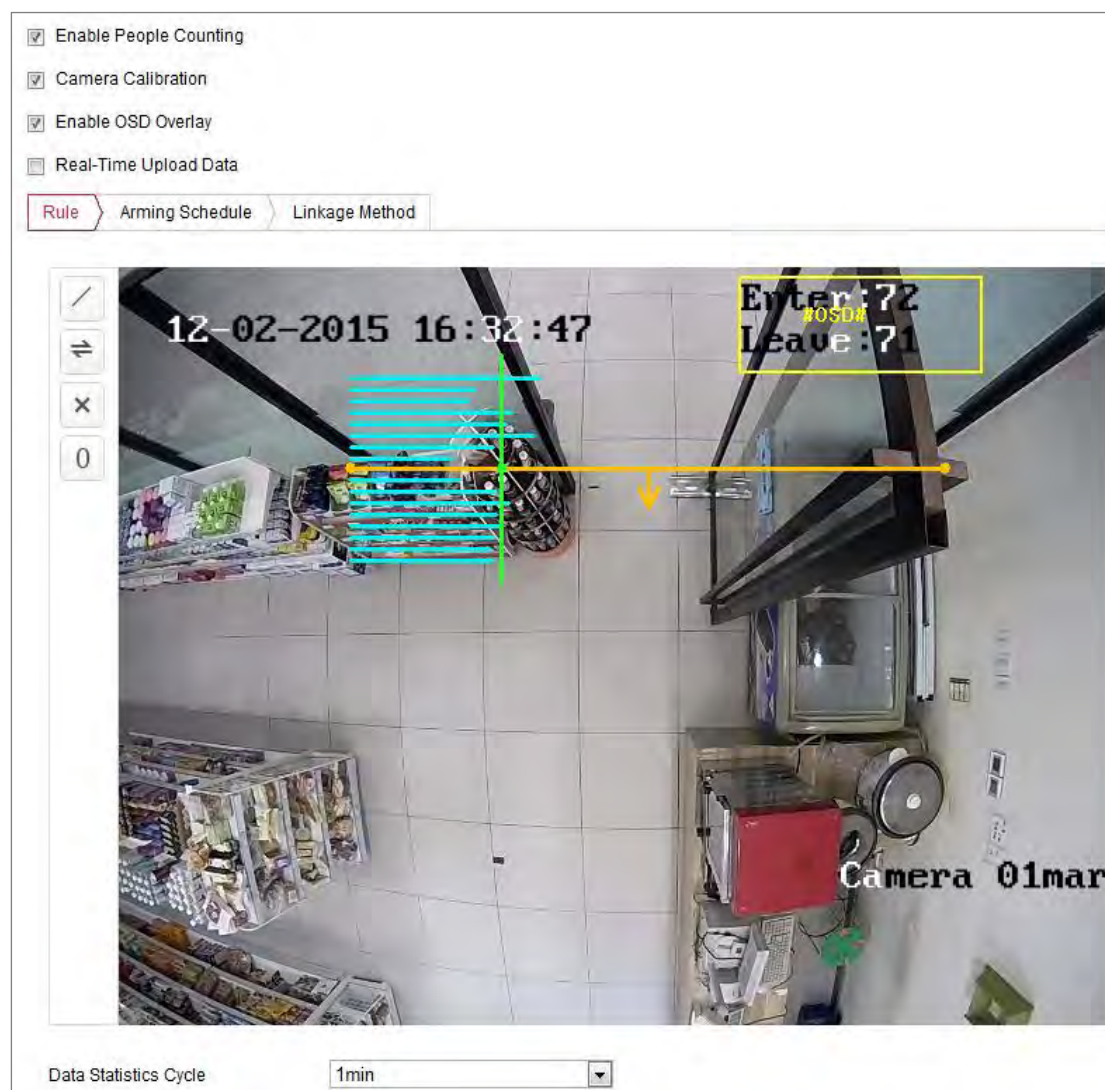 Enable People Counting
Camera Calibration
Enable OSD Overlay
Real-Time Upload Data
Rule Arming Schedule Linkage Method
0
12-02-2015 16:32:47
Enter:72
#OSD#
Leave:71
Camera 01mar
Data Statistics Cycle 1min